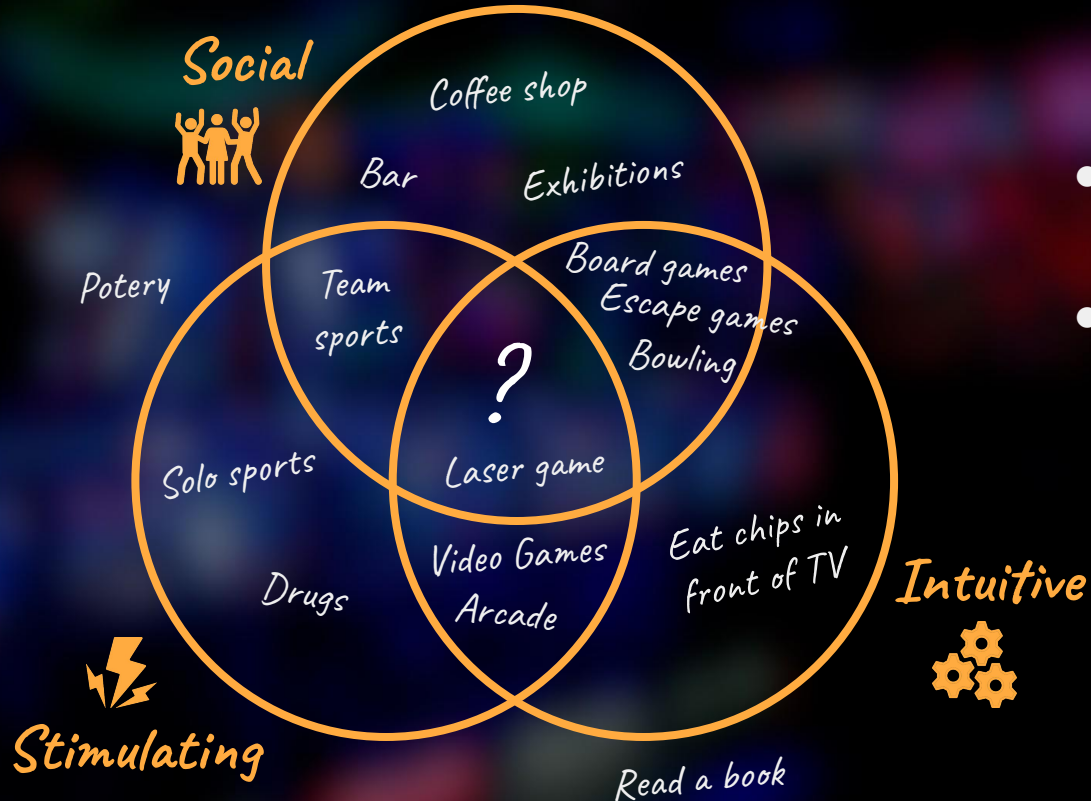 Social
Coffee shop
Bar
Exhibitions
Potery
Team
sports
Board games
Escape games
Bowling
?
Laser game
Solo sports
Drugs
Video Games
Arcade
Eat chips in
front of TV
Intuitive
Stimulating
Read a book